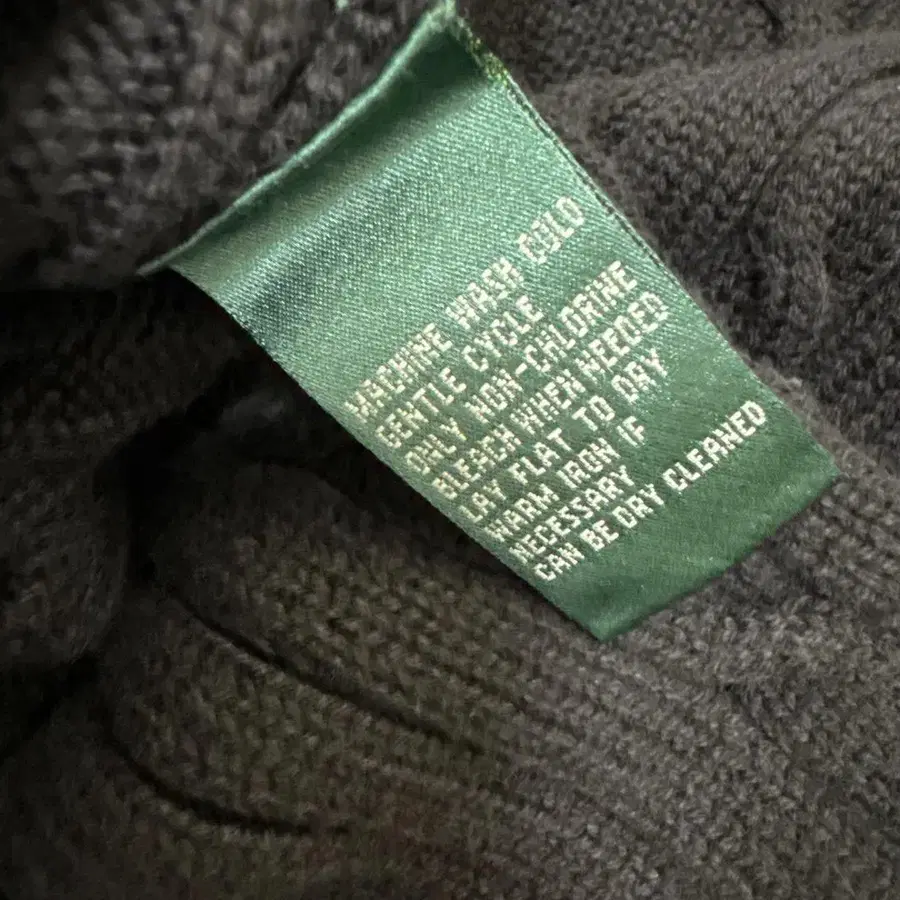 MACHINE WASH COLD
GENTLE CYCLE
ONLY NON-CHLORINE
BLEACH WHEN NEEDED
LAY FLAT TO DRY
WARM IRON IF
NECESSARY
CAN BE DRY CLEANED